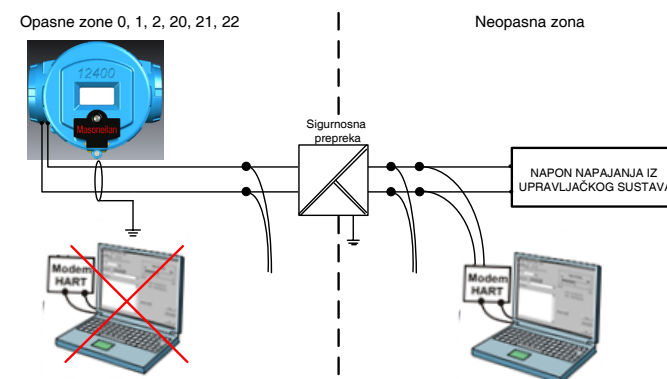 Opasne zone 0, 1, 2, 20, 21, 22
Neopasna zona
12400
Masoneilan
Sigurnosna
prepreka
NAPON NAPAJANJA IZ
UPRAVLJAČKOG SUSTAVA
Modem
HART
Modem
HART